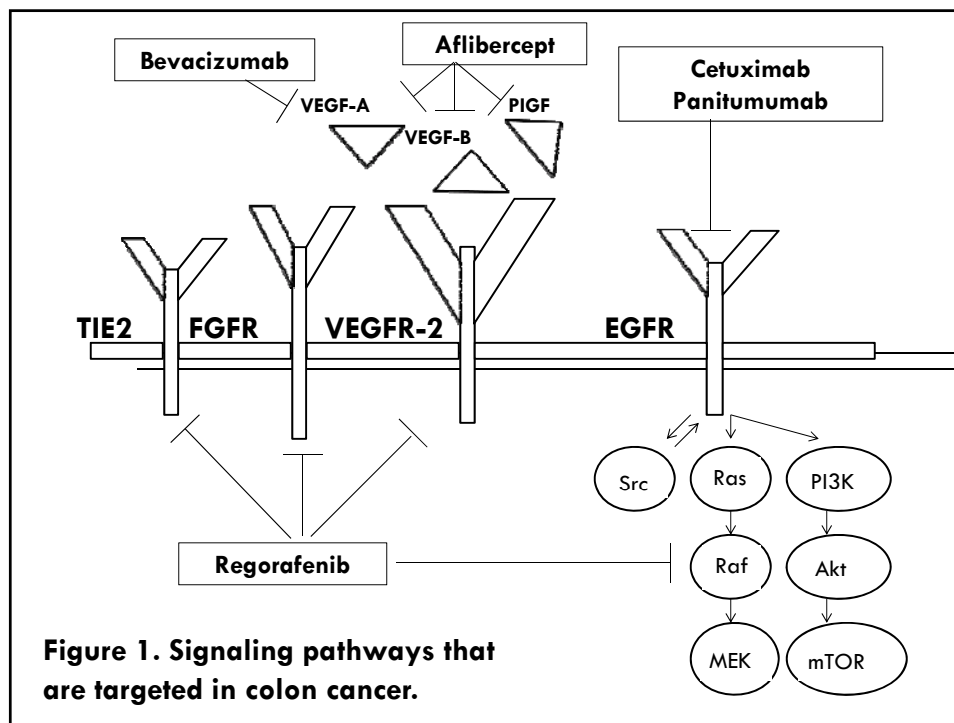 Bevacizumab
Aflibercept
Cetuximab
Panitumumab
VEGF-A
PIGF
VEGF-B
TIE2
FGFR
VEGFR-2
EGFR
Src
Ras
PI3K
Regorafenib
Raf
Akt
MEK
mTOR
Figure 1. Signaling pathways that
are targeted in colon cancer.